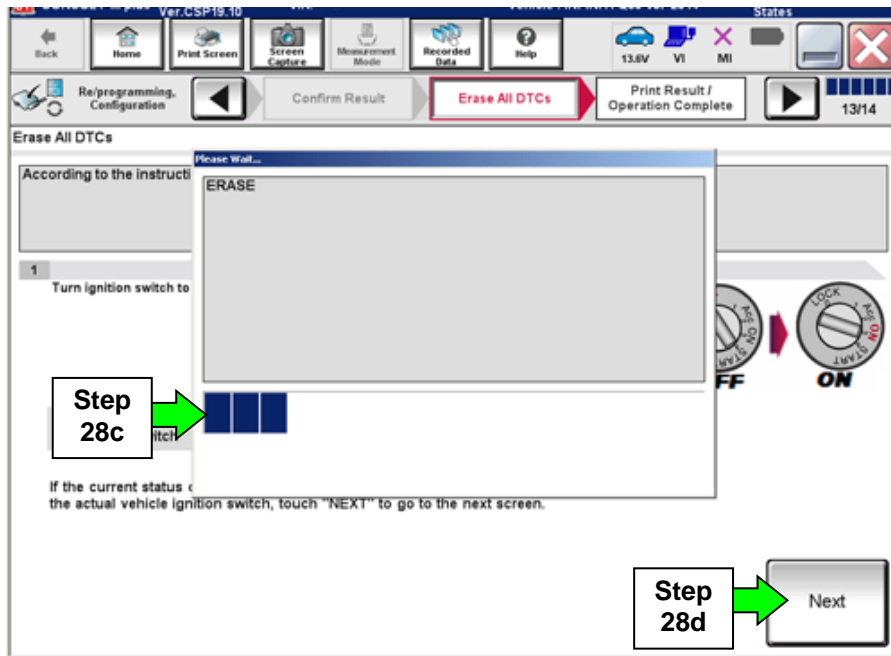 Ver.CSP19.10
States
Back
Home
Print Screen
Screen
Capture
Measurement
Mode
Recorded
Data
Help
13.6V
VI
MI
Re/programming,
Configuration
Confirm Result
Erase All DTCs
Print Result /
Operation Complete
13/14
Erase All DTCs
Please Wait...
According to the instructi
ERASE
1
Turn ignition switch to
LOCK
Acc
ON
START
FF
ON
Step
28c
itch
If the current status
the actual vehicle ignition switch, touch "NEXT" to go to the next screen.
Step
28d
Next